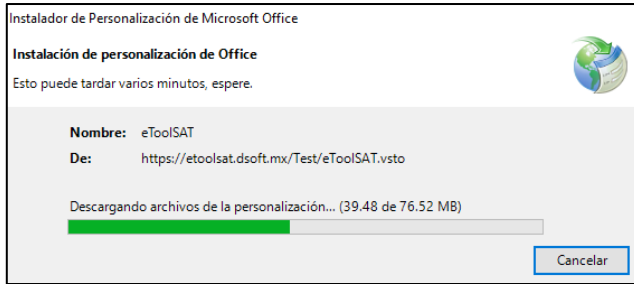 Instalador de Personalización de Microsoft Office
Instalación de personalización de Office
Esto puede tardar varios minutos, espere.
Nombre: eToolSAT
De: https://etoolsat.dsoft.mx/Test/eToolSAT.vsto
Descargando archivos de la personalización... (39.48 de 76.52 MB)
Cancelar